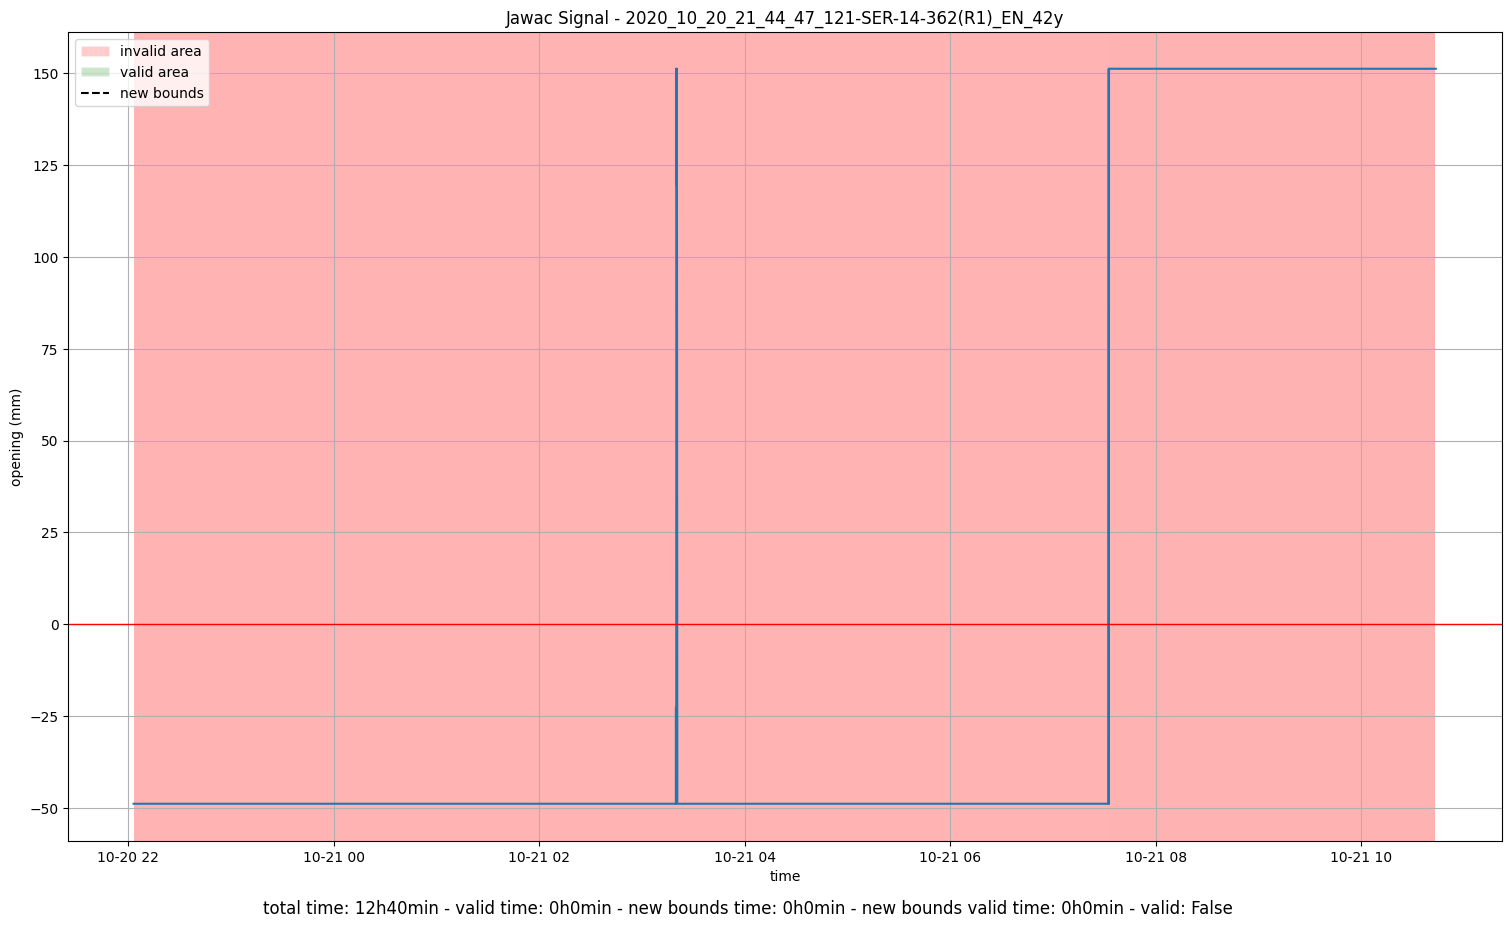 Jawac Signal - 2020_10_20_21_44_47_121-SER-14-362(R1)_EN_42y
invalid area
valid area
new bounds
150
125
100
75
50
25
0
−25
−50
opening (mm)
10-20 22
10-21 00
10-21 02
10-21 04
10-21 06
10-21 08
10-21 10
time
total time: 12h40min - valid time: 0h0min - new bounds time: 0h0min - new bounds valid time: 0h0min - valid: False